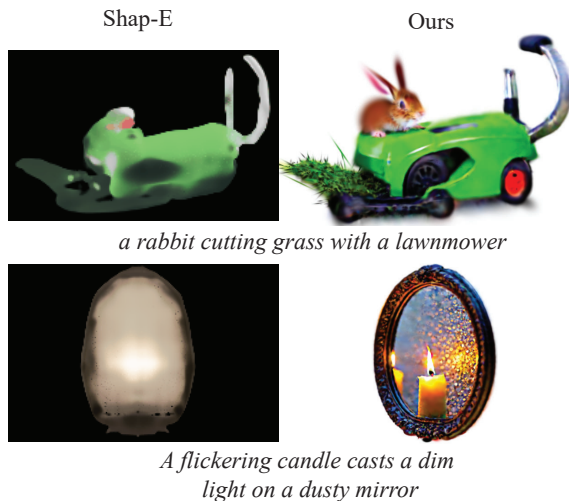 Shap-E
Ours
a rabbit cutting grass with a lawnmower
A flickering candle casts a dim
light on a dusty mirror